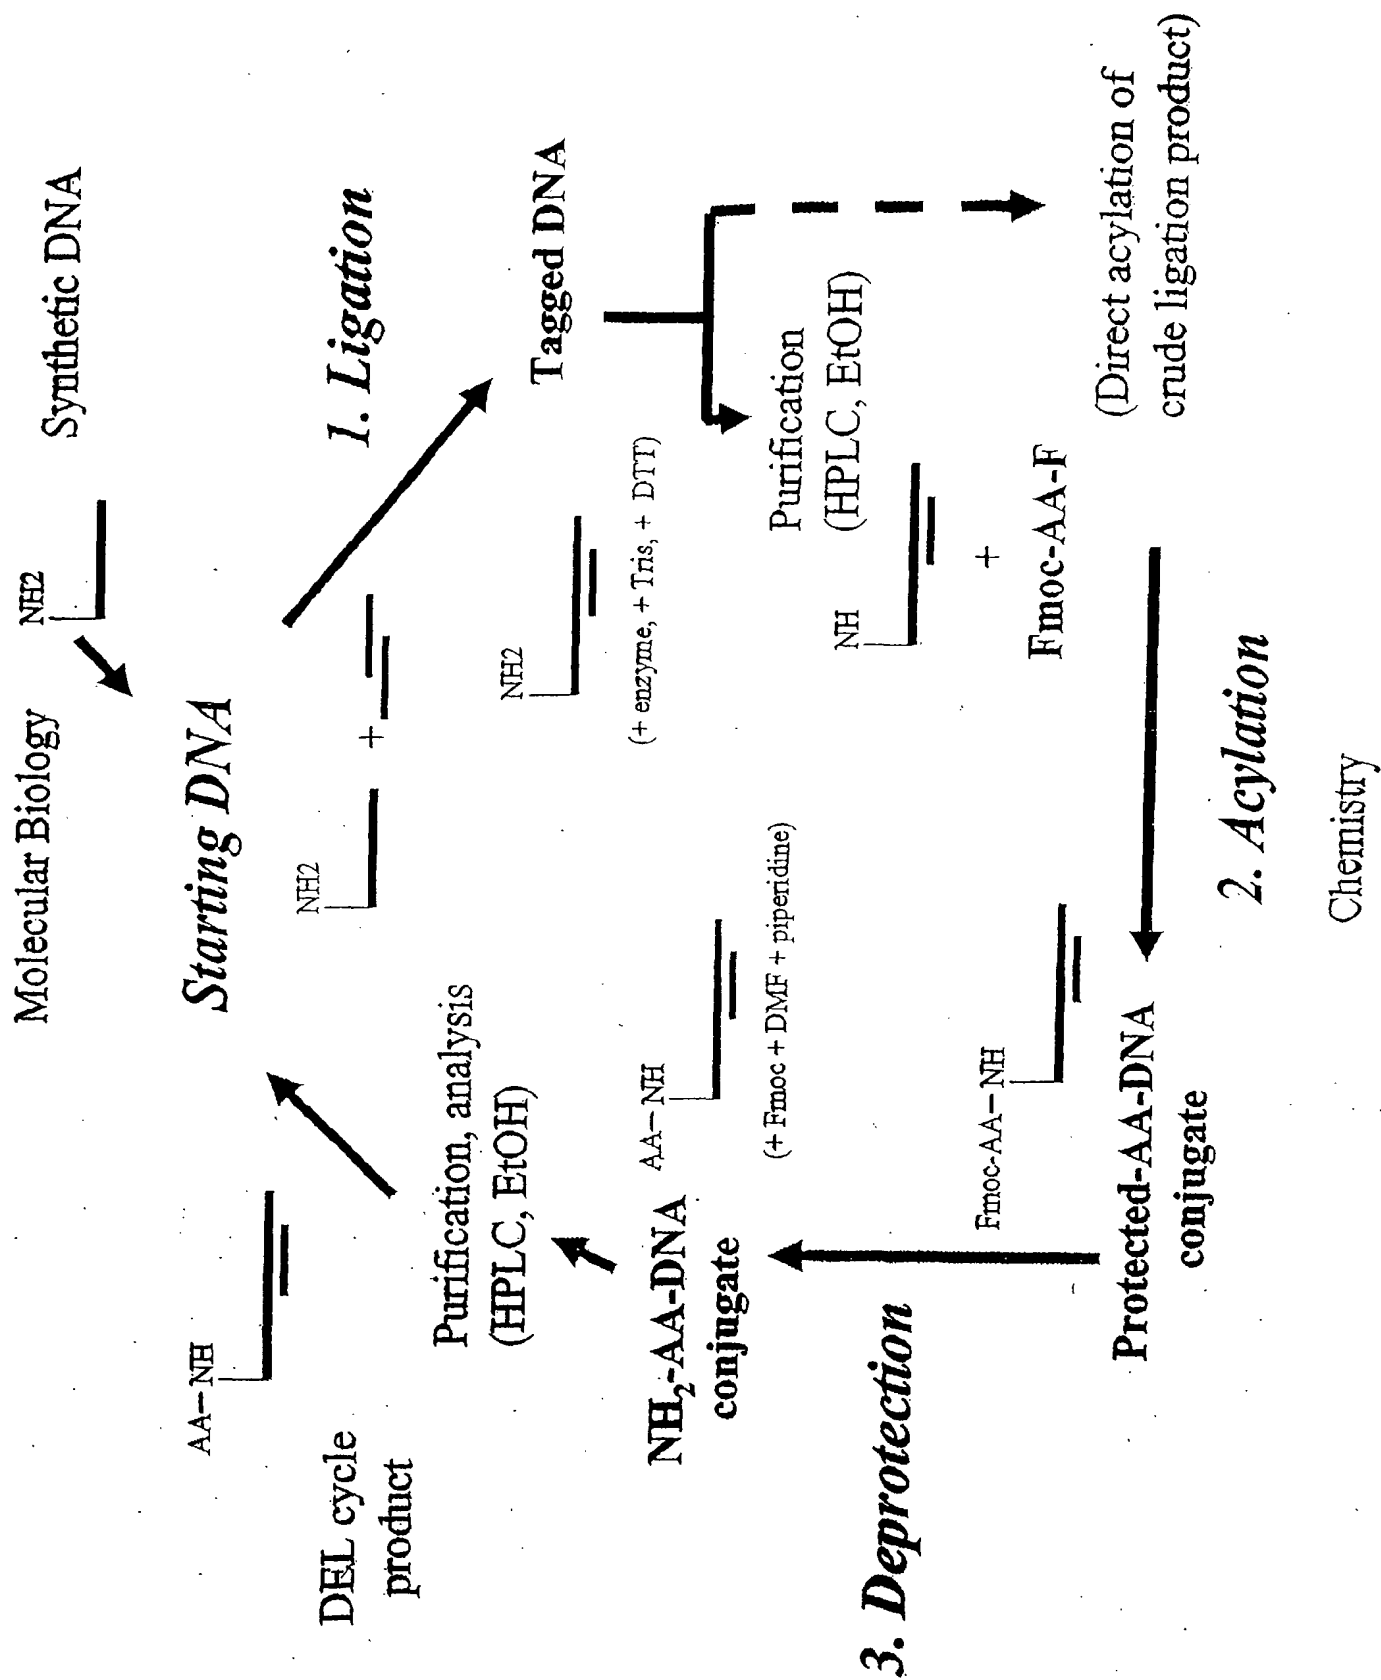 Molecular Biology
NH2
Synthetic DNA
AA–NH
Starting DNA
DEL cycle
product
NH2
+
1. Ligation
Purification, analysis
(HPLC, EtOH)
NH2
Tagged DNA
(+ enzyme, + Tris, + DTT)
NH₂-AA-DNA
conjugate
AA–NH
(+ Fmoc + DMF + piperidine)
Purification
(HPLC, EtOH)
NH
+
Fmoc-AA-F
3. Deprotection
Fmoc-AA–NH
(Direct acylation of
crude ligation product)
Protected-AA-DNA
conjugate
2. Acylation
Chemistry